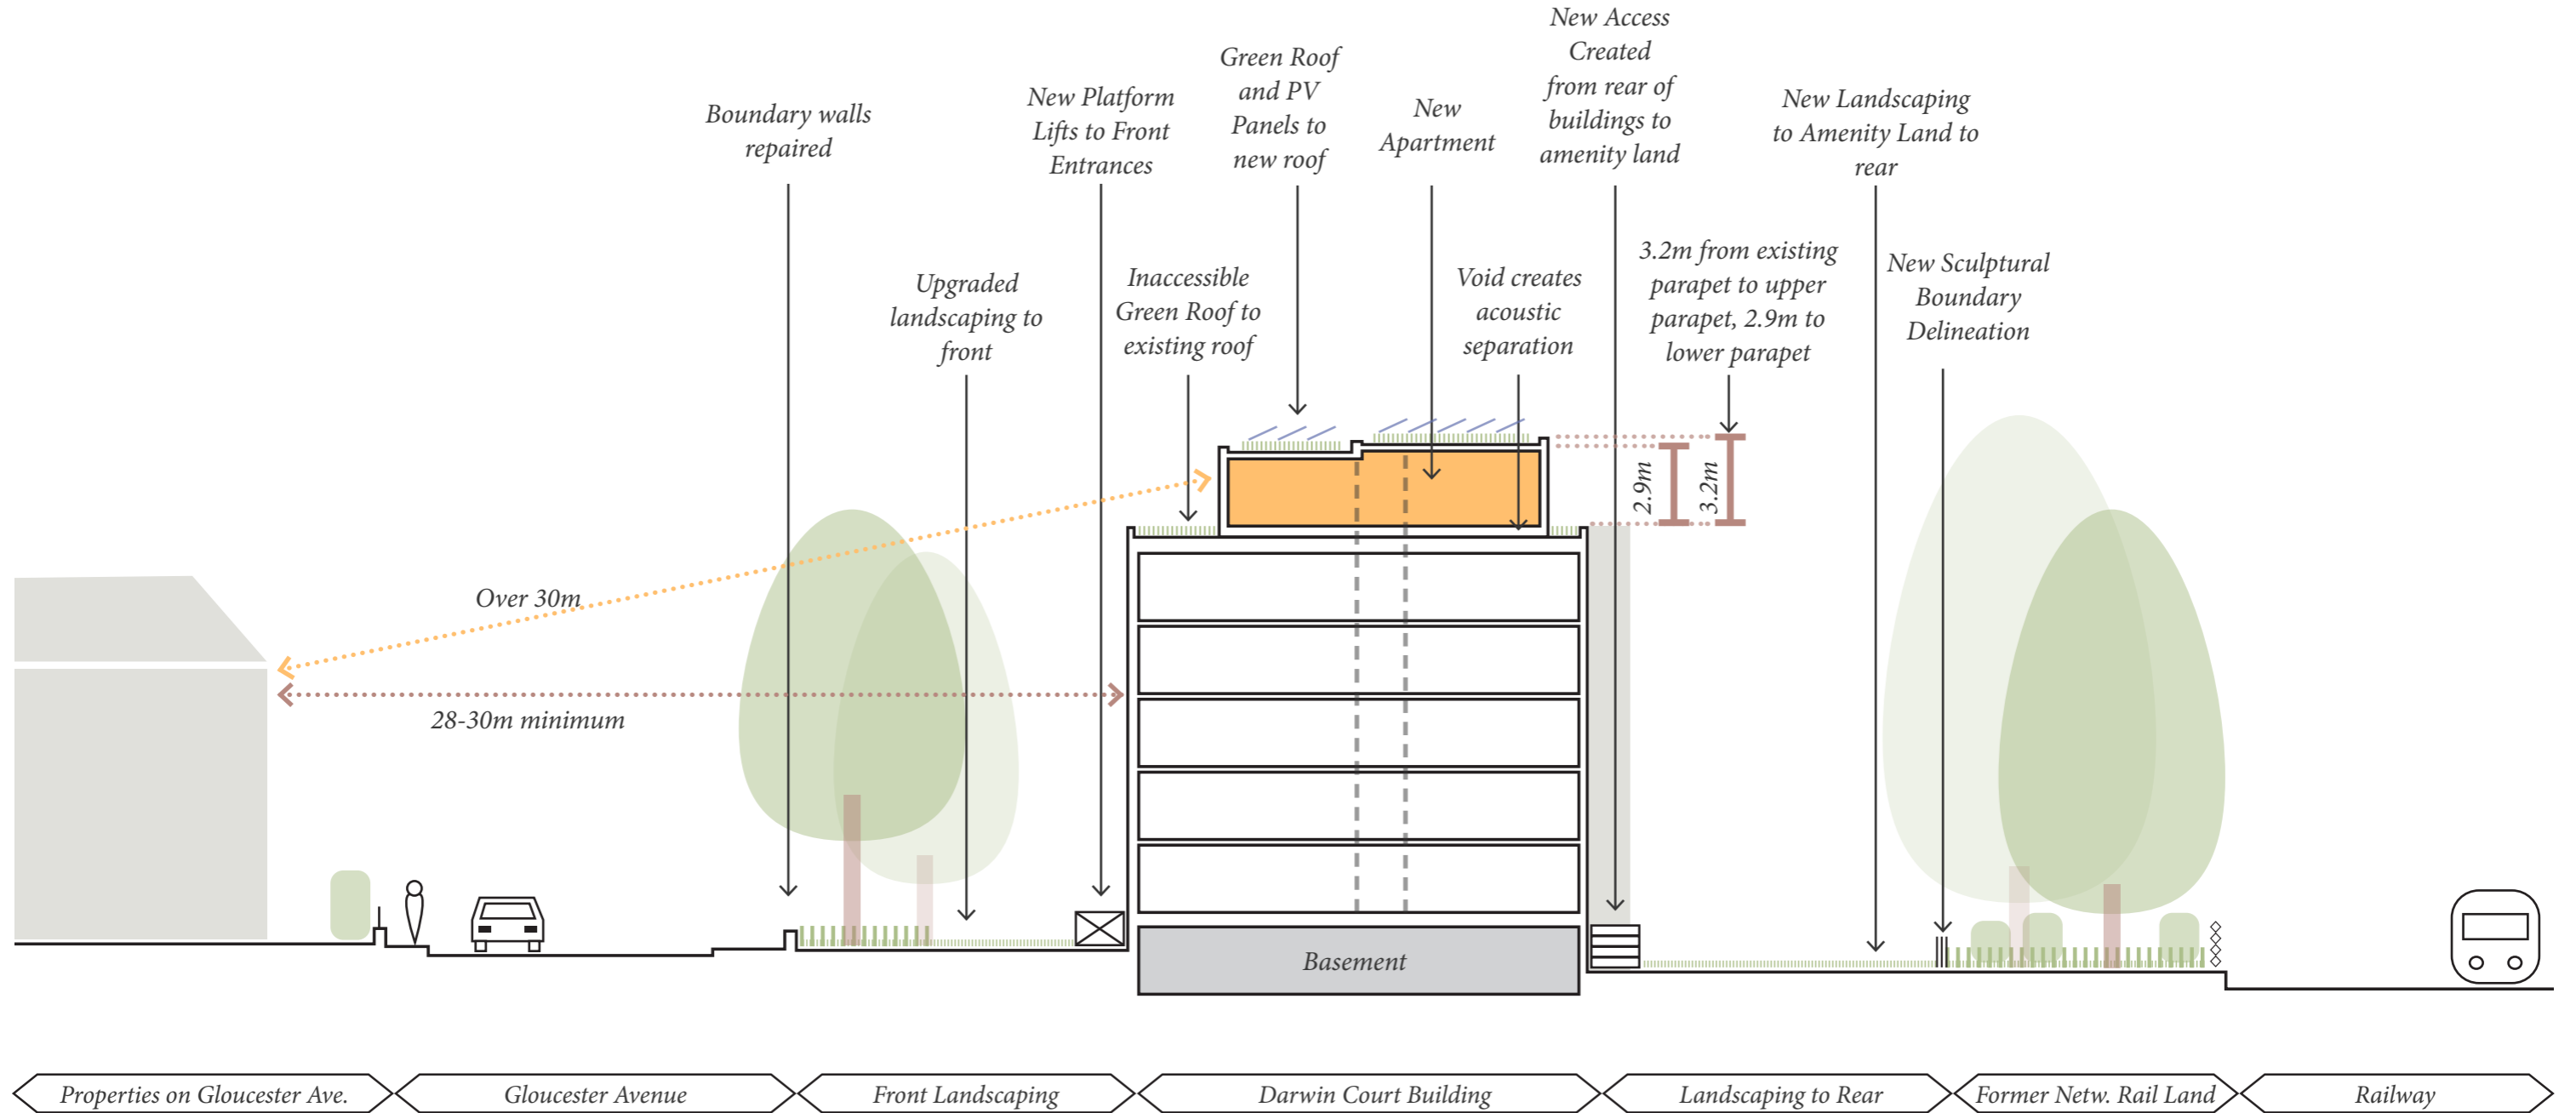 Boundary walls
repaired
Upgraded
landscaping to
front
New Platform
Lifts to Front
Entrances
Inaccessible
Green Roof to
existing roof
Green Roof
and PV
Panels to
new roof
New
Apartment
Void creates
acoustic
separation
New Access
Created
from rear of
buildings to
amenity land
3.2m from existing
parapet to upper
parapet, 2.9m to
lower parapet
New Landscaping
to Amenity Land to
rear
New Sculptural
Boundary
Delineation
2.9m
3.2m
Over 30m
28-30m minimum
Basement
Properties on Gloucester Ave.
Gloucester Avenue
Front Landscaping
Darwin Court Building
Landscaping to Rear
Former Netw. Rail Land
Railway